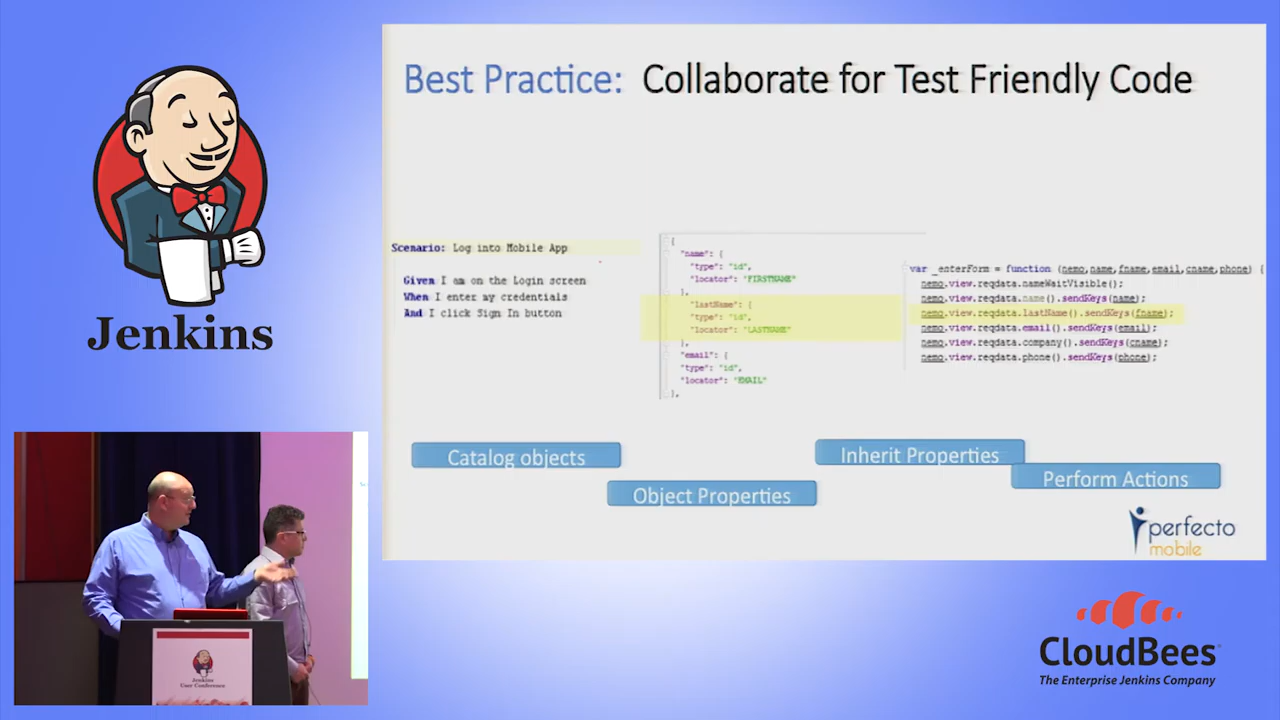 Best Practice: Collaborate for Test Friendly Code
Scenario: Log into Mobile App
Given I am on the Login screen
When I enter my credentials
And I click Sign In button
{
"name": {
"type": "id",
"locator": "FIRSTNAME"
},
"lastName": {
"type": "id",
"locator": "LASTNAME"
},
"email": {
"type": "id",
"locator": "EMAIL"
},
var _enterForm = function (nemo,name,fname,email,cname,phone) {
nemo.view.reqdata.nameWaitVisible();
nemo.view.reqdata.name().sendKeys(name);
nemo.view.reqdata.lastName().sendKeys(fname);
nemo.view.reqdata.email().sendKeys(email);
nemo.view.reqdata.company().sendKeys(cname);
nemo.view.reqdata.phone().sendKeys(phone);
Catalog objects
Object Properties
Inherit Properties
Perform Actions
perfecto
mobile
Jenkins
Jenkins
User Conference
CloudBees
The Enterprise Jenkins Company